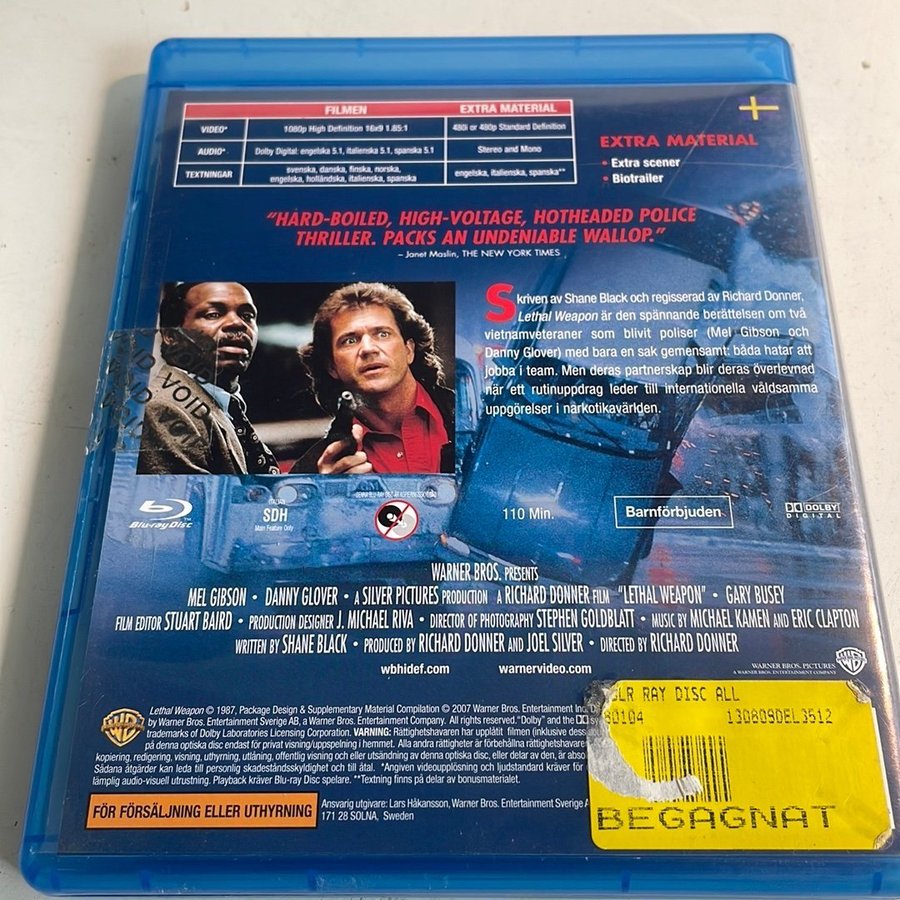 FILMEN EXTRA MATERIAL
VIDEO* 1080p High Definition 16x9 1.85:1 480i or 480p Standard Definition
AUDIO* Dolby Digital: engelska 5.1, italienska 5.1, spanska 5.1 Stereo and Mono
TEXTNINGAR svenska, danska, finska, norska, engelska, italienska, spanska**
engelska, holländska, italienska, spanska
EXTRA MATERIAL
• Extra scener
• Biotrailer
"HARD-BOILED, HIGH-VOLTAGE, HOTHEADED POLICE
THRILLER. PACKS AN UNDENIABLE WALLOP."
– Janet Maslin, THE NEW YORK TIMES
Skriven av Shane Black och regisserad av Richard Donner,
Lethal Weapon är den spännande berättelsen om två
vietnamveteraner som blivit poliser (Mel Gibson och
Danny Glover) med bara en sak gemensamt: båda hatar att
jobba i team. Men deras partnerskap blir deras överlevnad
när ett rutinuppdrag leder till internationella våldsamma
uppgörelser i narkotikavärlden.
VOID
VOID
Blu-ray Disc
ITALIAN
SDH
Main Feature Only
110 Min.
Barnförbjuden
DOLBY
DIGITAL
WARNER BROS. PRESENTS
MEL GIBSON • DANNY GLOVER • A SILVER PICTURES PRODUCTION A RICHARD DONNER FILM "LETHAL WEAPON" • GARY BUSEY
FILM EDITOR STUART BAIRD • PRODUCTION DESIGNER J. MICHAEL RIVA • DIRECTOR OF PHOTOGRAPHY STEPHEN GOLDBLATT • MUSIC BY MICHAEL KAMEN AND ERIC CLAPTON
WRITTEN BY SHANE BLACK • PRODUCED BY RICHARD DONNER AND JOEL SILVER • DIRECTED BY RICHARD DONNER
wbhidef.com warnervideo.com
WARNER BROS. PICTURES
A WARNER BROS. ENTERTAINMENT COMPANY
WB
Lethal Weapon © 1987, Package Design & Supplementary Material Compilation © 2007 Warner Bros. Entertainment Inc.
by Warner Bros. Entertainment Sverige AB, a Warner Bros. Entertainment Company. All rights reserved. "Dolby" and the
trademarks of Dolby Laboratories Licensing Corporation. VARNING: Rättighetshavaren har upplåtit filmen (inklusive dess
på denna optiska disc endast för privat visning/uppspelning i hemmet. Alla andra rättigheter är förbehållna rättighetshavaren
kopiering, redigering, visning, uthyrning, utlåning, offentlig visning och eller utsändning av denna optiska disc, eller delar av den, är
Sådana åtgärder kan leda till personlig skadeståndsskyldighet och till åtal. *Angiven videoupplösning och ljudstandard kräver för
lämplig audio-visuell utrustning. Playback kräver Blu-ray Disc spelare. **Textning finns på delar av bonusmaterialet.
FÖR FÖRSÄLJNING ELLER UTHYRNING
Ansvarig utgivare: Lars Håkansson, Warner Bros. Entertainment Sverige
171 28 SOLNA, Sweden
BLR RAY DISC ALL
80104 130808DEL3512
BEGAGNAT